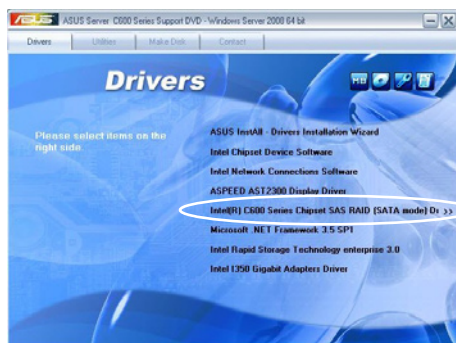 ASUS ASUS Server C600 Series Support DVD - Windows Server 2008 64 bit
Drivers Utilities Make Disk Contact
Drivers
Please select items on the
right side.
ASUS InstAll - Drivers Installation Wizard
Intel Chipset Device Software
Intel Network Connections Software
ASPEED AST2300 Display Driver
Intel(R) C600 Series Chipset SAS RAID (SATA mode) Dr >>
Microsoft .NET Framework 3.5 SP1
Intel Rapid Storage Technology enterprise 3.0
Intel I350 Gigabit Adapters Driver